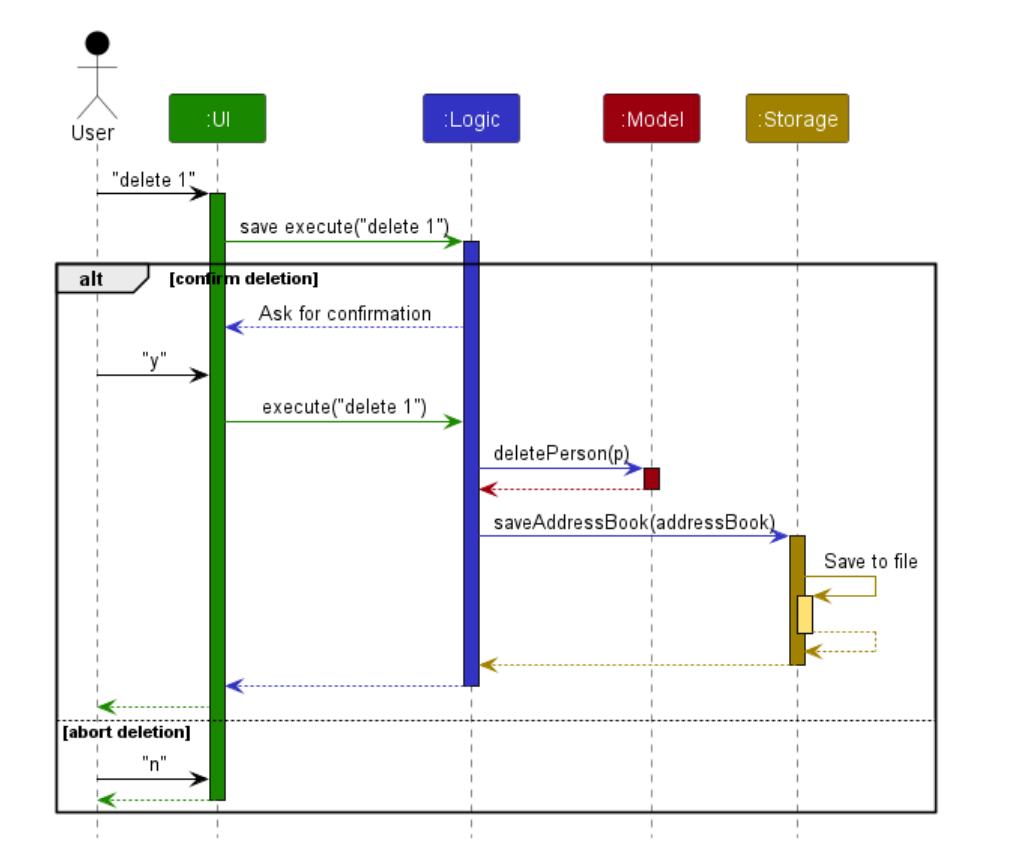 User
:UI
:Logic
:Model
:Storage
"delete 1"
save execute("delete 1")
alt
[confirm deletion]
Ask for confirmation
"y"
execute("delete 1")
deletePerson(p)
saveAddressBook(addressBook)
Save to file
[abort deletion]
"n"